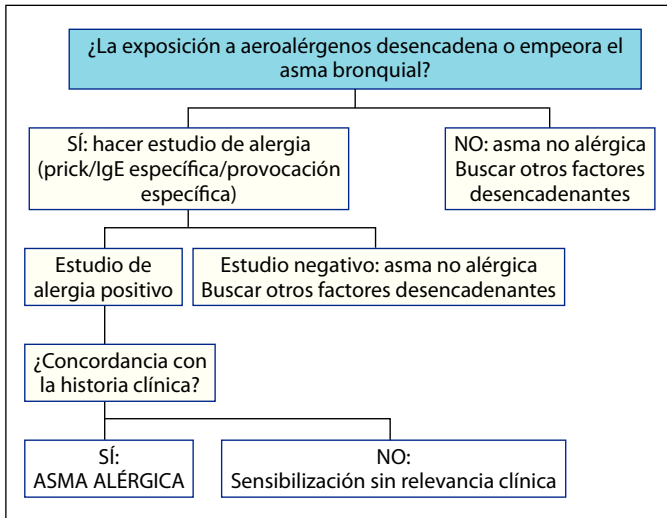 ¿La exposición a aeroalérgenos desencadena o empeora el
asma bronquial?
SÍ: hacer estudio de alergia
(prick/IgE específica/provocación
específica)
NO: asma no alérgica
Buscar otros factores
desencadenantes
Estudio de
alergia positivo
Estudio negativo: asma no alérgica
Buscar otros factores desencadenantes
¿Concordancia con
la historia clínica?
SÍ:
ASMA ALÉRGICA
NO:
Sensibilización sin relevancia clínica